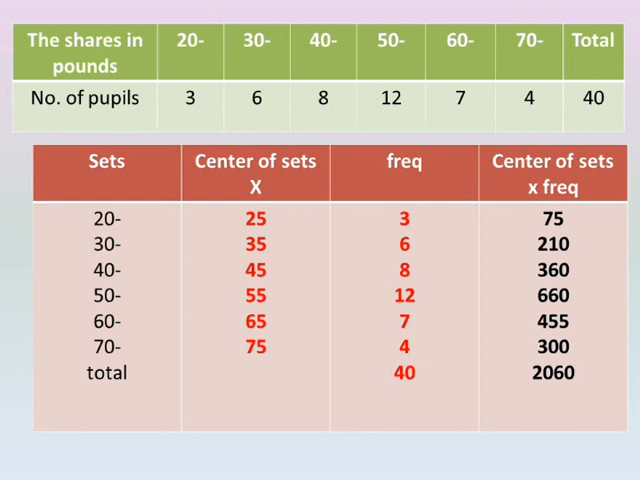 The shares in pounds 20- 30- 40- 50- 60- 70- Total
No. of pupils 3 6 8 12 7 4 40
Sets Center of sets X freq Center of sets x freq
20- 25 3 75
30- 35 6 210
40- 45 8 360
50- 55 12 660
60- 65 7 455
70- 75 4 300
total 40 2060